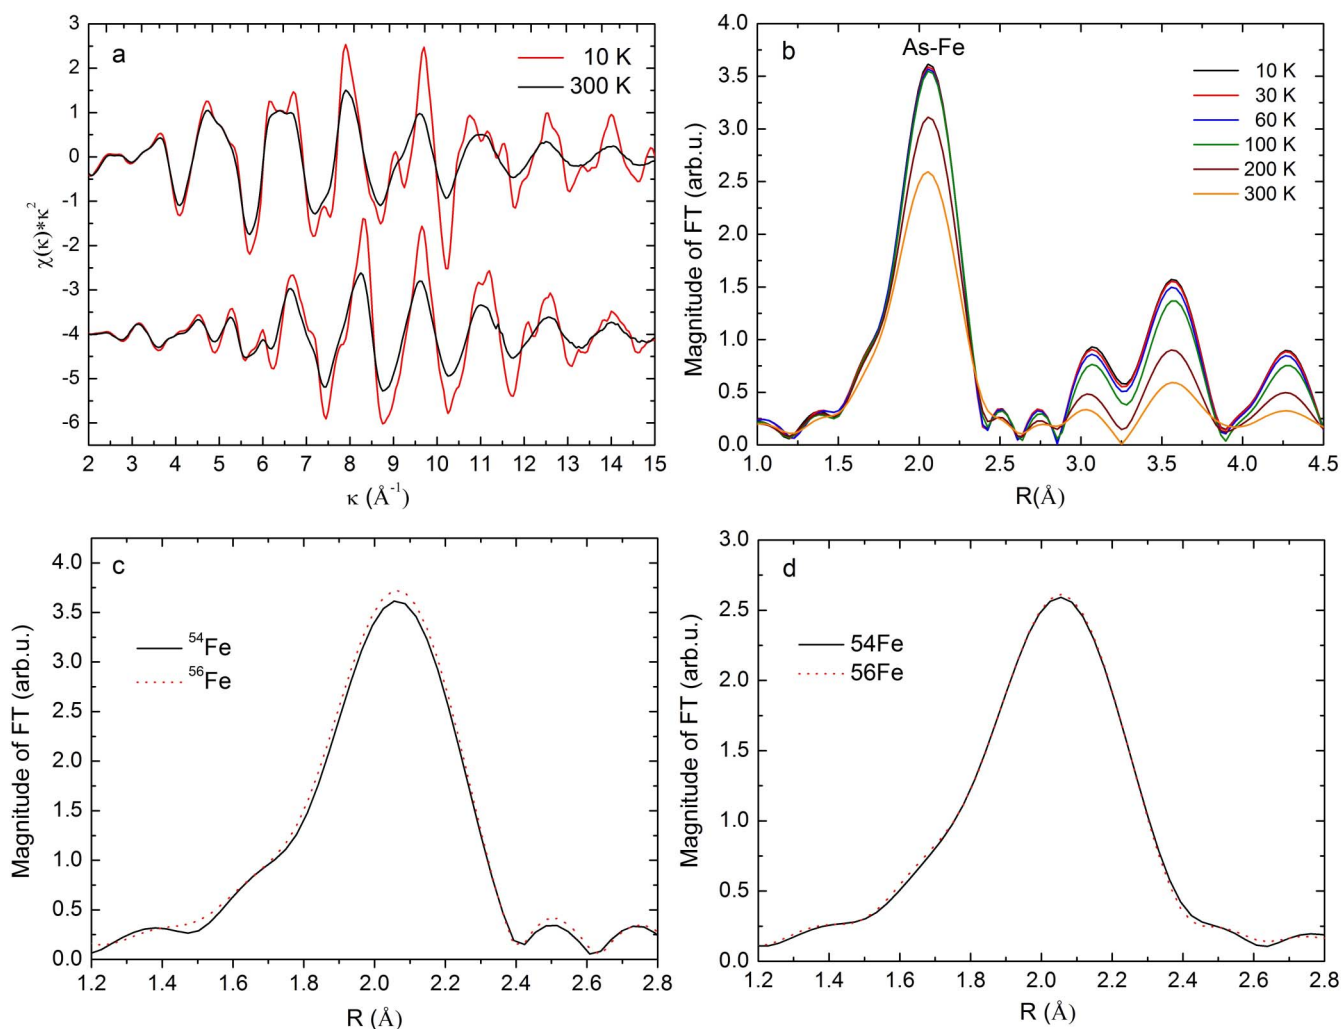 a
10 K
300 K
3
2
1
0
-1
-2
-3
-4
-5
-6
χ(κ)*κ²
2 3 4 5 6 7 8 9 10 11 12 13 14 15
κ (Å⁻¹)
b
As-Fe
10 K
30 K
60 K
100 K
200 K
300 K
4.0
3.5
3.0
2.5
2.0
1.5
1.0
0.5
0.0
Magnitude of FT (arb.u.)
1.0 1.5 2.0 2.5 3.0 3.5 4.0 4.5
R(Å)
c
⁵⁴Fe
⁵⁶Fe
4.0
3.5
3.0
2.5
2.0
1.5
1.0
0.5
0.0
Magnitude of FT (arb.u.)
1.2 1.4 1.6 1.8 2.0 2.2 2.4 2.6 2.8
R (Å)
d
54Fe
56Fe
3.0
2.5
2.0
1.5
1.0
0.5
0.0
Magnitude of FT (arb.u.)
1.2 1.4 1.6 1.8 2.0 2.2 2.4 2.6 2.8
R (Å)